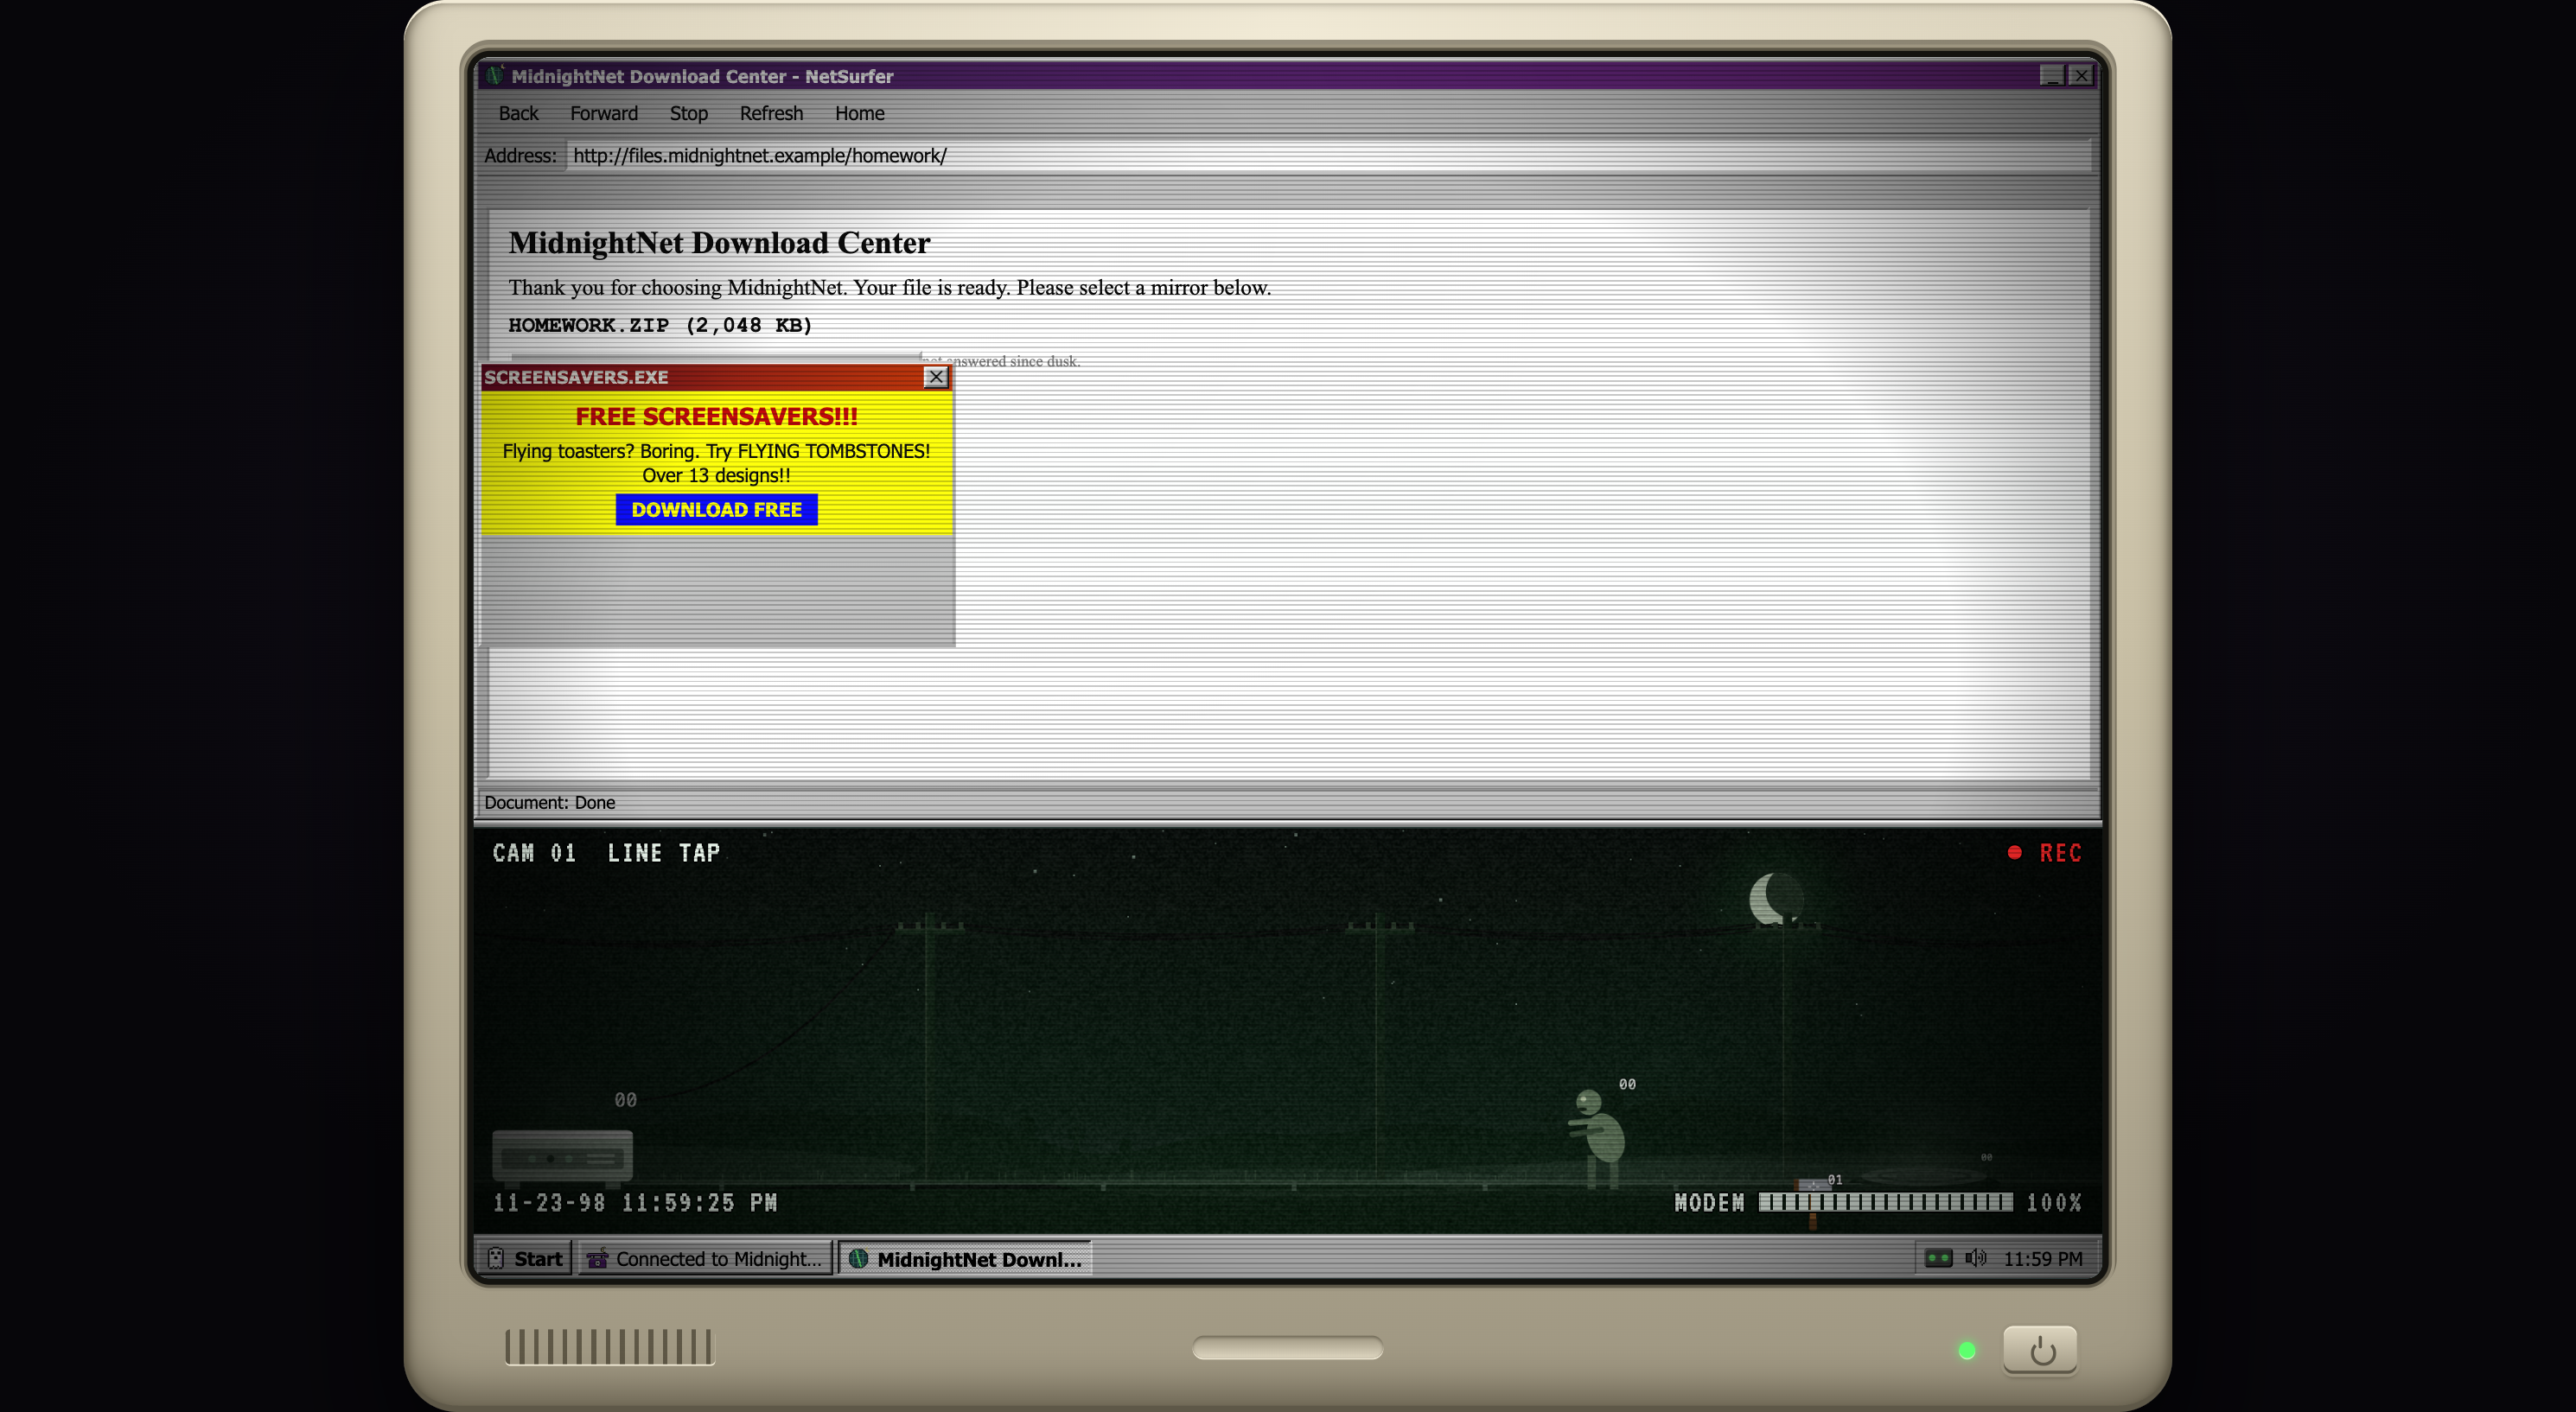 MidnightNet Download Center - NetSurfer
Back Forward Stop Refresh Home
Address: http://files.midnightnet.example/homework/
MidnightNet Download Center
Thank you for choosing MidnightNet. Your file is ready. Please select a mirror below.
HOMEWORK.ZIP (2,048 KB)
answered since dusk.
SCREENSAVERS.EXE
FREE SCREENSAVERS!!!
Flying toasters? Boring. Try FLYING TOMBSTONES!
Over 13 designs!!
DOWNLOAD FREE
Document: Done
CAM 01 LINE TAP
REC
00
00
00
01
11-23-98 11:59:25 PM
MODEM 100%
Start Connected to Midnight... MidnightNet Downl... 11:59 PM